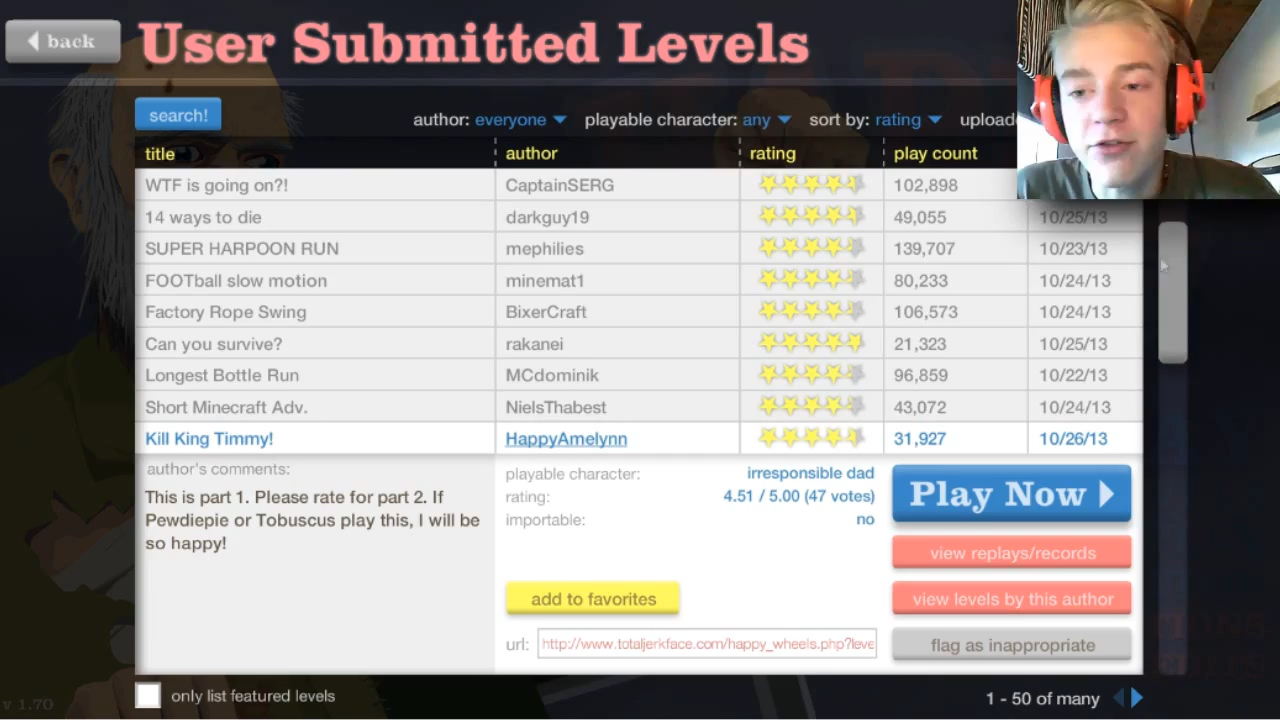 back
User Submitted Levels
search!
author: everyone playable character: any sort by: rating
title author rating play count
WTF is going on?! CaptainSERG 102,898
14 ways to die darkguy19 49,055 10/25/13
SUPER HARPOON RUN mephilies 139,707 10/23/13
FOOTball slow motion minemat1 80,233 10/24/13
Factory Rope Swing BixerCraft 106,573 10/24/13
Can you survive? rakanei 21,323 10/25/13
Longest Bottle Run MCdominik 96,859 10/22/13
Short Minecraft Adv. NielsThabest 43,072 10/24/13
Kill King Timmy! HappyAmelynn 31,927 10/26/13
author's comments:
This is part 1. Please rate for part 2. If
Pewdiepie or Tobuscus play this, I will be
so happy!
playable character: irresponsible dad
rating: 4.51 / 5.00 (47 votes)
importable: no
add to favorites
url: http://www.totaljerkface.com/happy_wheels.php?leve
Play Now
view replays/records
view levels by this author
flag as inappropriate
v 1.70
only list featured levels
1 - 50 of many